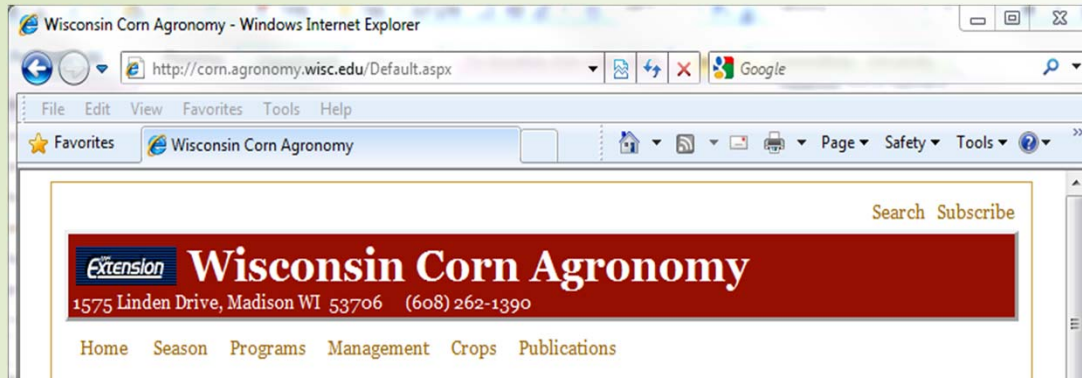 Wisconsin Corn Agronomy - Windows Internet Explorer
http://corn.agronomy.wisc.edu/Default.aspx
Google
File Edit View Favorites Tools Help
Favorites
Wisconsin Corn Agronomy
Page Safety Tools
Search Subscribe
Extension
Wisconsin Corn Agronomy
1575 Linden Drive, Madison WI 53706 (608) 262-1390
Home Season Programs Management Crops Publications